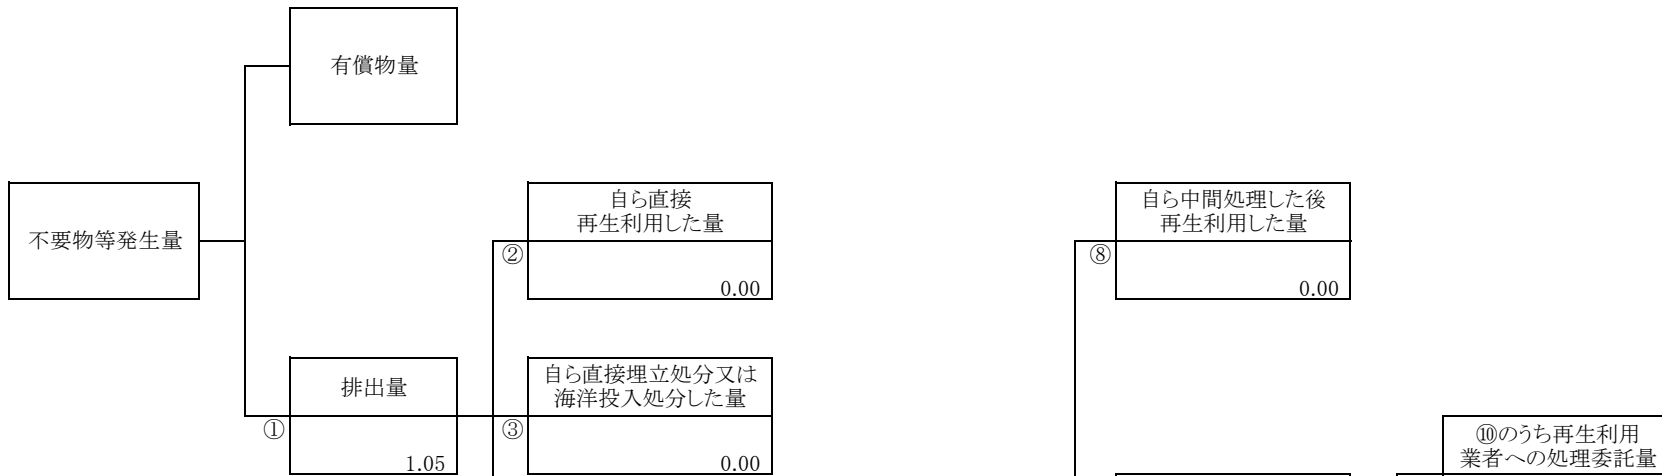 有償物量
不要物等発生量
自ら直接
再生利用した量
②
0.00
自ら中間処理した後
再生利用した量
⑧
0.00
排出量
①
1.05
自ら直接埋立処分又は
海洋投入処分した量
③
0.00
⑩のうち再生利用
業者への処理委託量